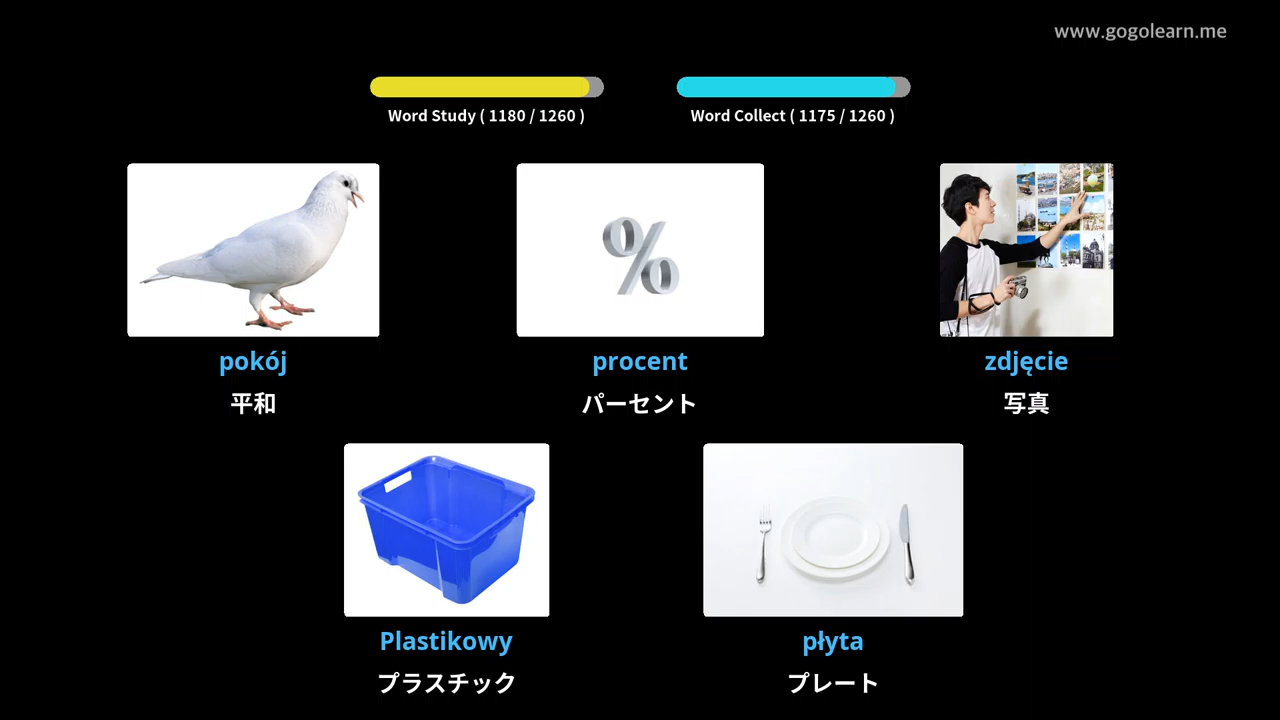 www.gogolearn.me
Word Study ( 1180 / 1260 )
Word Collect ( 1175 / 1260 )
pokój
procent
zdjęcie
平和
パーセント
写真
Plastikowy
płyta
プラスチック
プレート